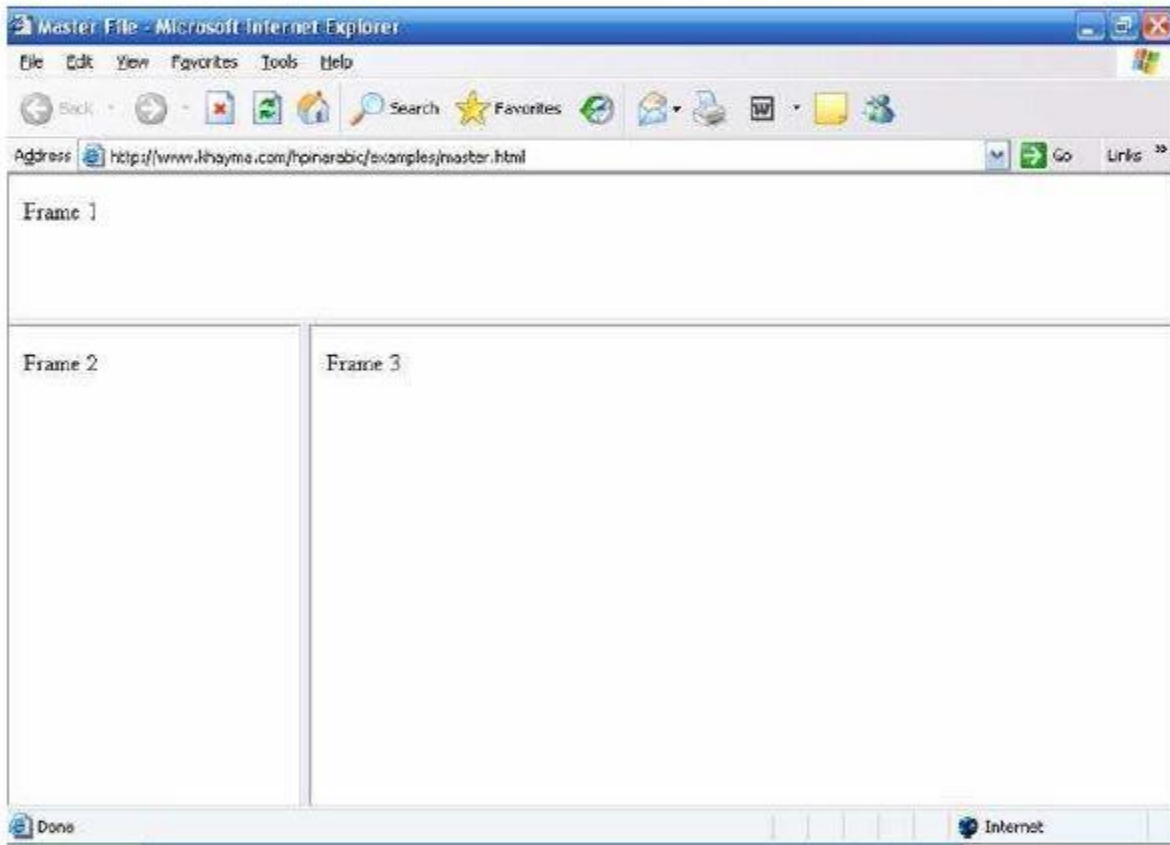 Master File - Microsoft Internet Explorer
File Edit View Favorites Tools Help
Back Search Favorites
Address http://www.khayma.com/hpinarabic/examples/master.html Go Links »
Frame 1
Frame 2 Frame 3
Done Internet